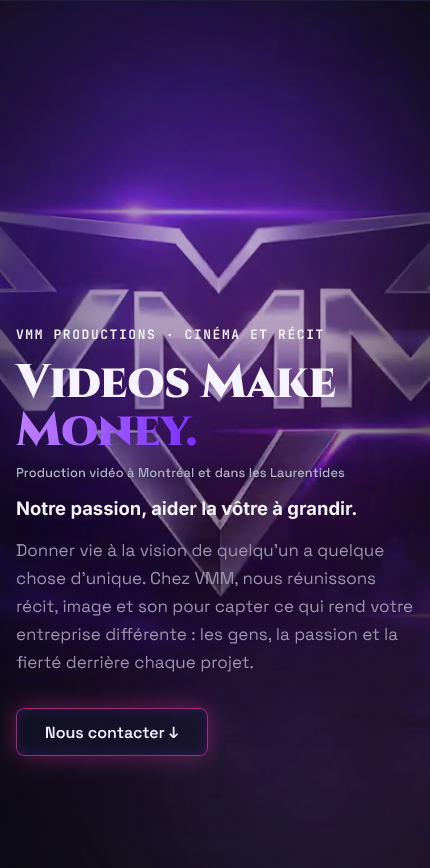 VMM
VMM PRODUCTIONS · CINÉMA ET RÉCIT
VIDEOS MAKE
MONEY.
Production vidéo à Montréal et dans les Laurentides
Notre passion, aider la vôtre à grandir.
Donner vie à la vision de quelqu'un a quelque
chose d'unique. Chez VMM, nous réunissons
récit, image et son pour capter ce qui rend votre
entreprise différente : les gens, la passion et la
fierté derrière chaque projet.
Nous contacter ↓